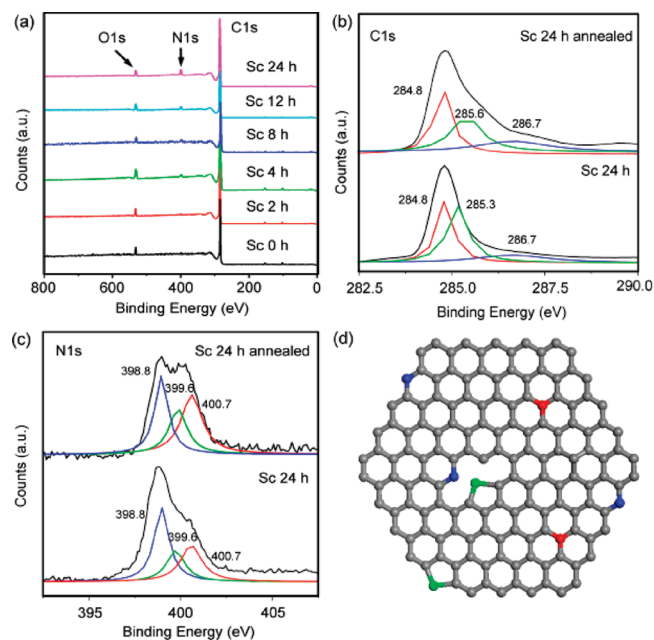 (a)
O1s
N1s
C1s
Sc 24 h
Sc 12 h
Sc 8 h
Sc 4 h
Sc 2 h
Sc 0 h
Counts (a.u.)
800 600 400 200 0
Binding Energy (eV)
(b)
C1s
Sc 24 h annealed
284.8
285.6
286.7
Sc 24 h
284.8
285.3
286.7
Counts (a.u.)
282.5 285.0 287.5 290.0
Binding Energy (eV)
(c)
N1s
Sc 24 h annealed
398.8
399.6
400.7
Sc 24 h
398.8
399.6
400.7
Counts (a.u.)
395 400 405
Binding Energy (eV)
(d)